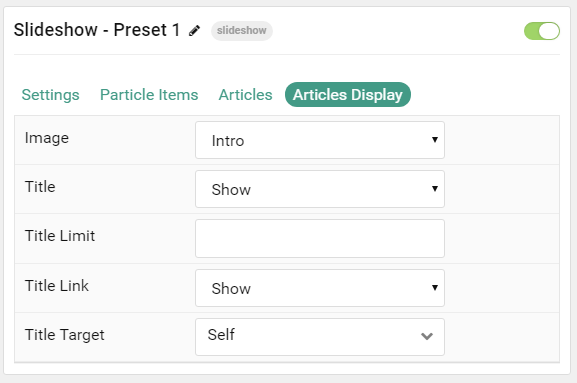 Slideshow - Preset 1 slideshow
Settings Particle Items Articles Articles Display
Image Intro
Title Show
Title Limit
Title Link Show
Title Target Self